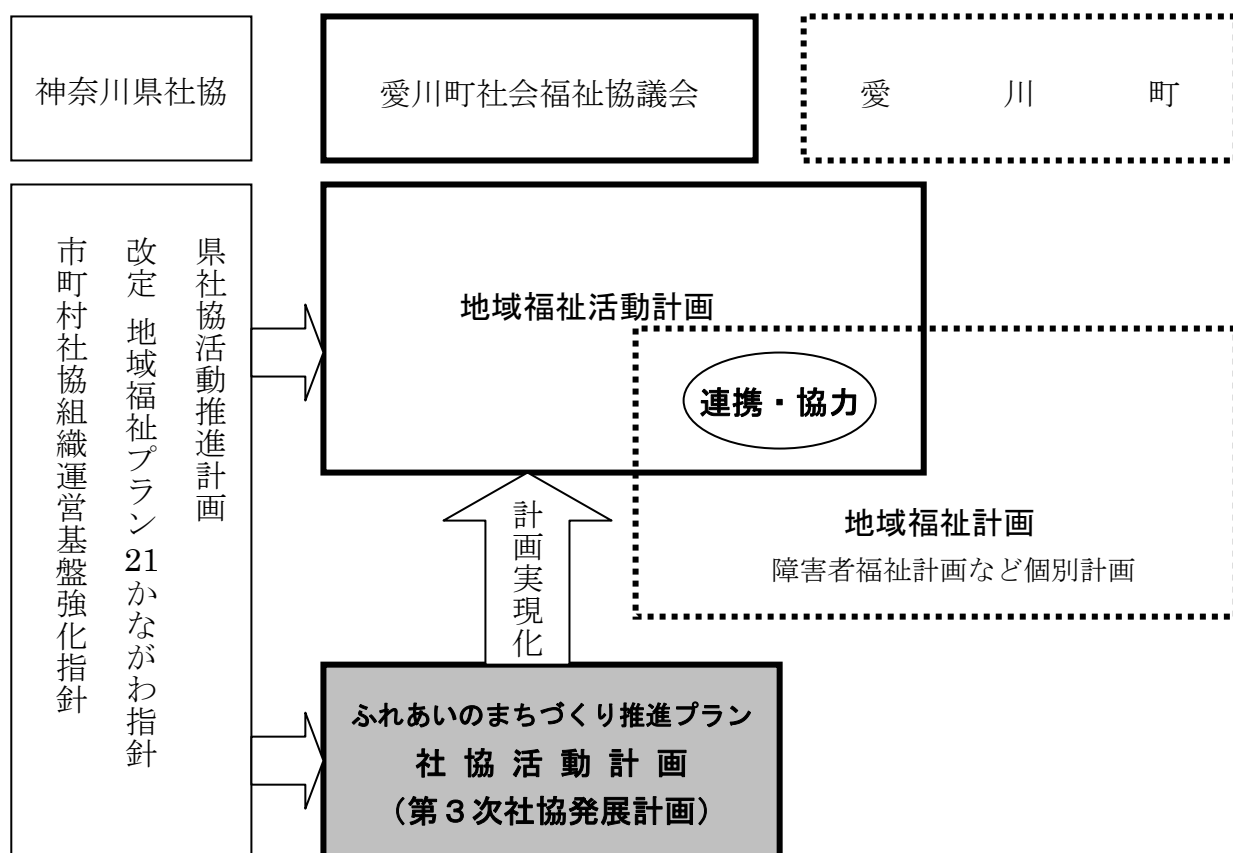 神奈川県社協
愛川町社会福祉協議会
愛川町
県社協活動推進計画
改定 地域福祉プラン21かながわ指針
市町村社協組織運営基盤強化指針
地域福祉活動計画
連携・協力
地域福祉計画
障害者福祉計画など個別計画
計画実現化
ふれあいのまちづくり推進プラン
社協活動計画
（第３次社協発展計画）